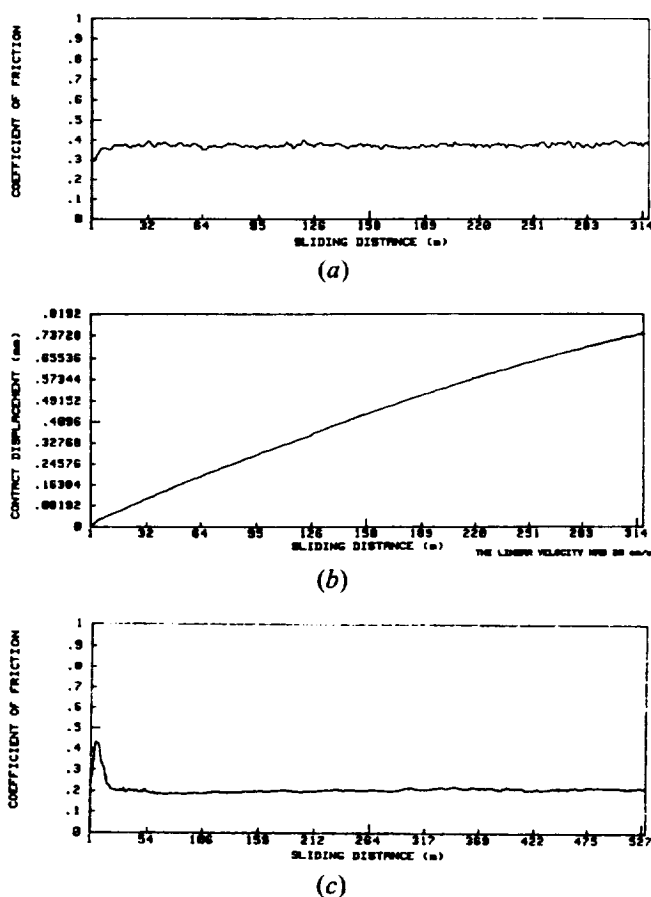 COEFFICIENT OF FRICTION
1
.9
.8
.7
.6
.5
.4
.3
.2
.1
0
1 32 64 95 126 158 189 220 251 283 314
SLIDING DISTANCE (m)
(a)
CONTACT DISPLACEMENT (mm)
.8192
.73728
.65536
.57344
.49152
.4096
.32768
.24576
.16384
.08192
0
1 32 64 95 126 158 189 220 251 283 314
SLIDING DISTANCE (m)
THE LINEAR VELOCITY WAS
(b)
COEFFICIENT OF FRICTION
1
.9
.8
.7
.6
.5
.4
.3
.2
.1
0
1 54 106 158 212 264 317 369 422 475 527
SLIDING DISTANCE (m)
(c)